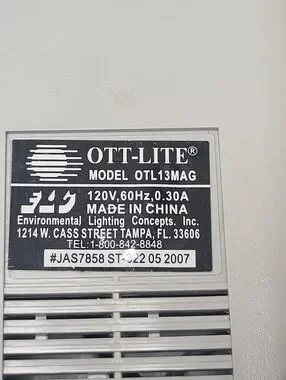 OTT-LITE®
MODEL OTL13MAG
120V,60Hz,0.30A
MADE IN CHINA
Environmental Lighting Concepts, Inc.
1214 W. CASS STREET TAMPA, FL. 33606
TEL:1-800-842-8848
#JAS7858 ST-322 05 2007